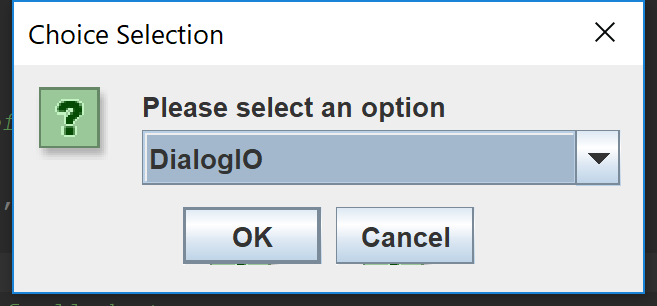 Choice Selection
?
Please select an option
DialogIO
OK Cancel